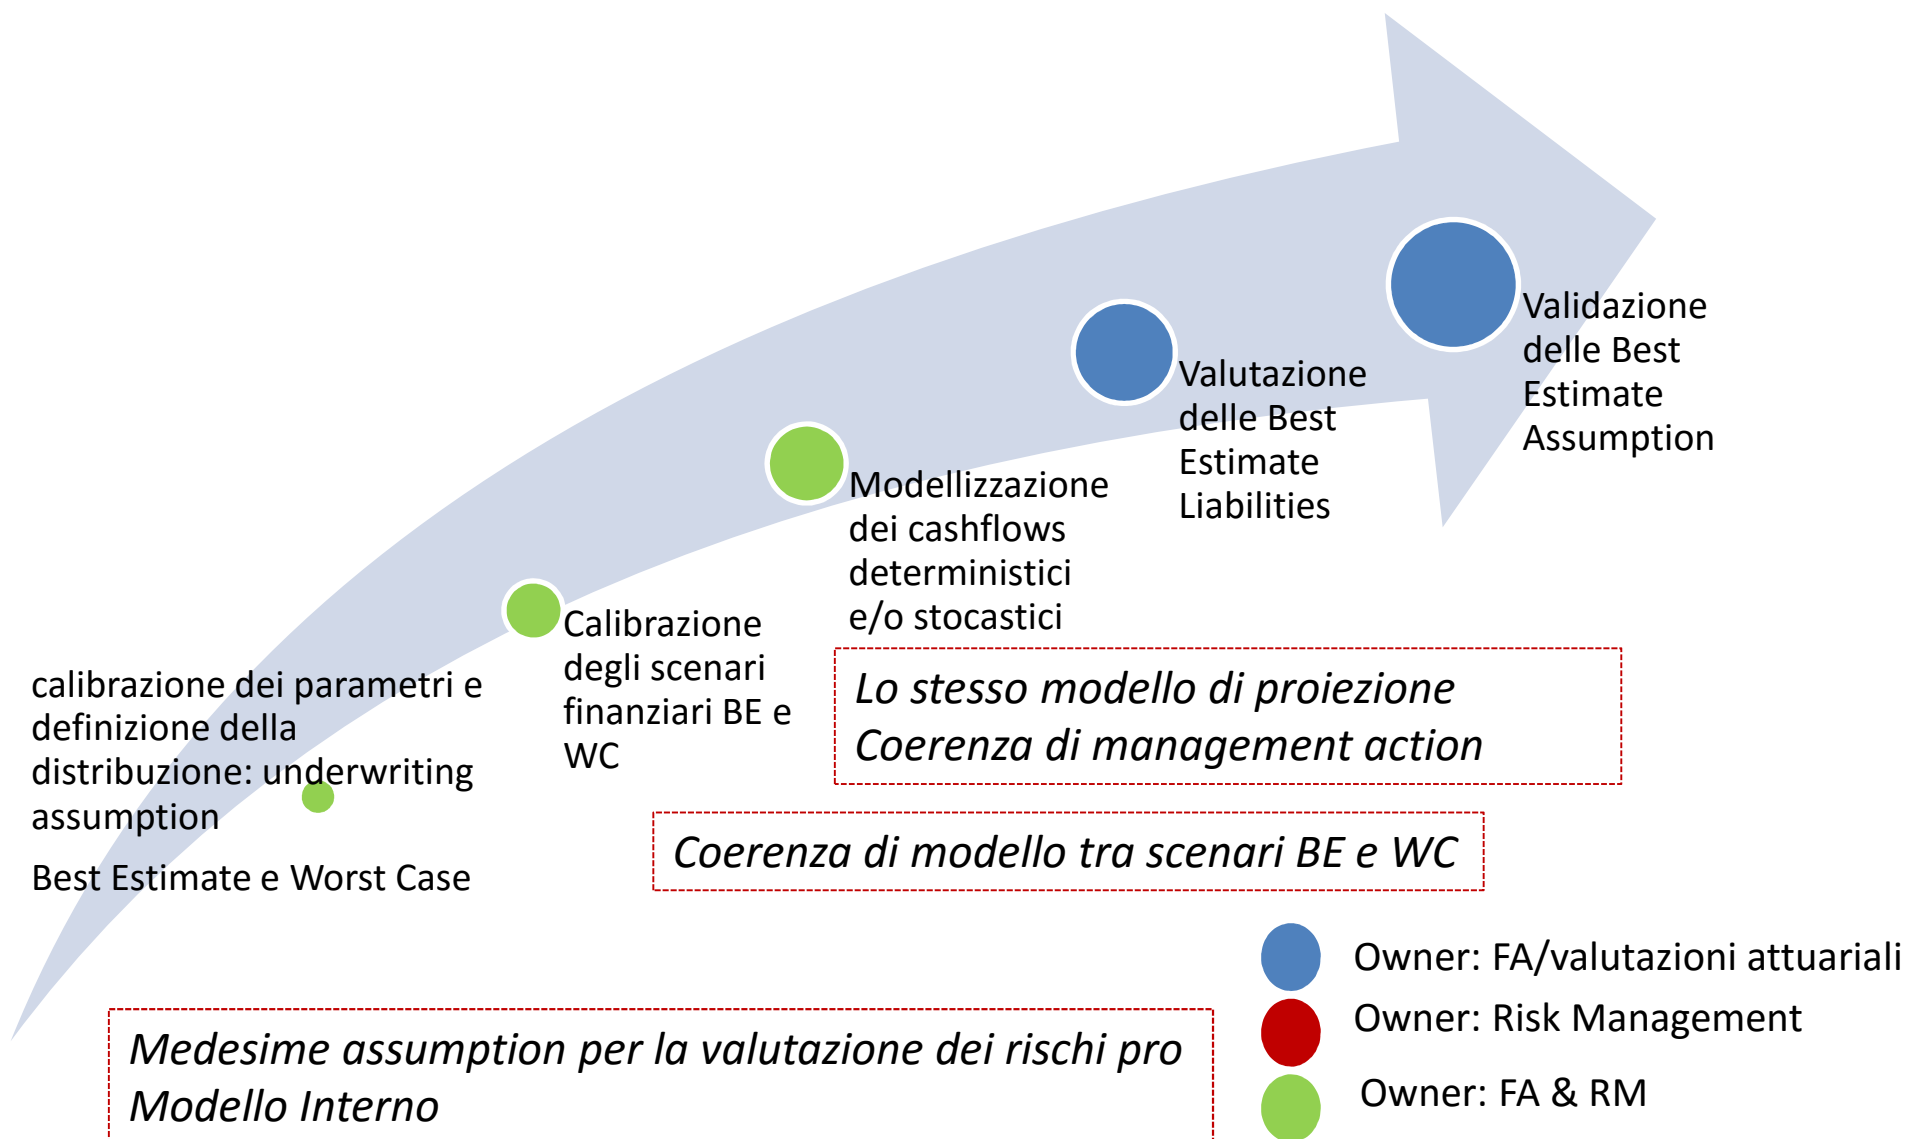 calibrazione dei parametri e
definizione della
distribuzione: underwriting
assumption
Best Estimate e Worst Case
Calibrazione
degli scenari
finanziari BE e
WC
Modellizzazione
dei cashflows
deterministici
e/o stocastici
Valutazione
delle Best
Estimate
Liabilities
Validazione
delle Best
Estimate
Assumption
Lo stesso modello di proiezione
Coerenza di management action
Coerenza di modello tra scenari BE e WC
Medesime assumption per la valutazione dei rischi pro
Modello Interno
Owner: FA/valutazioni attuariali
Owner: Risk Management
Owner: FA & RM